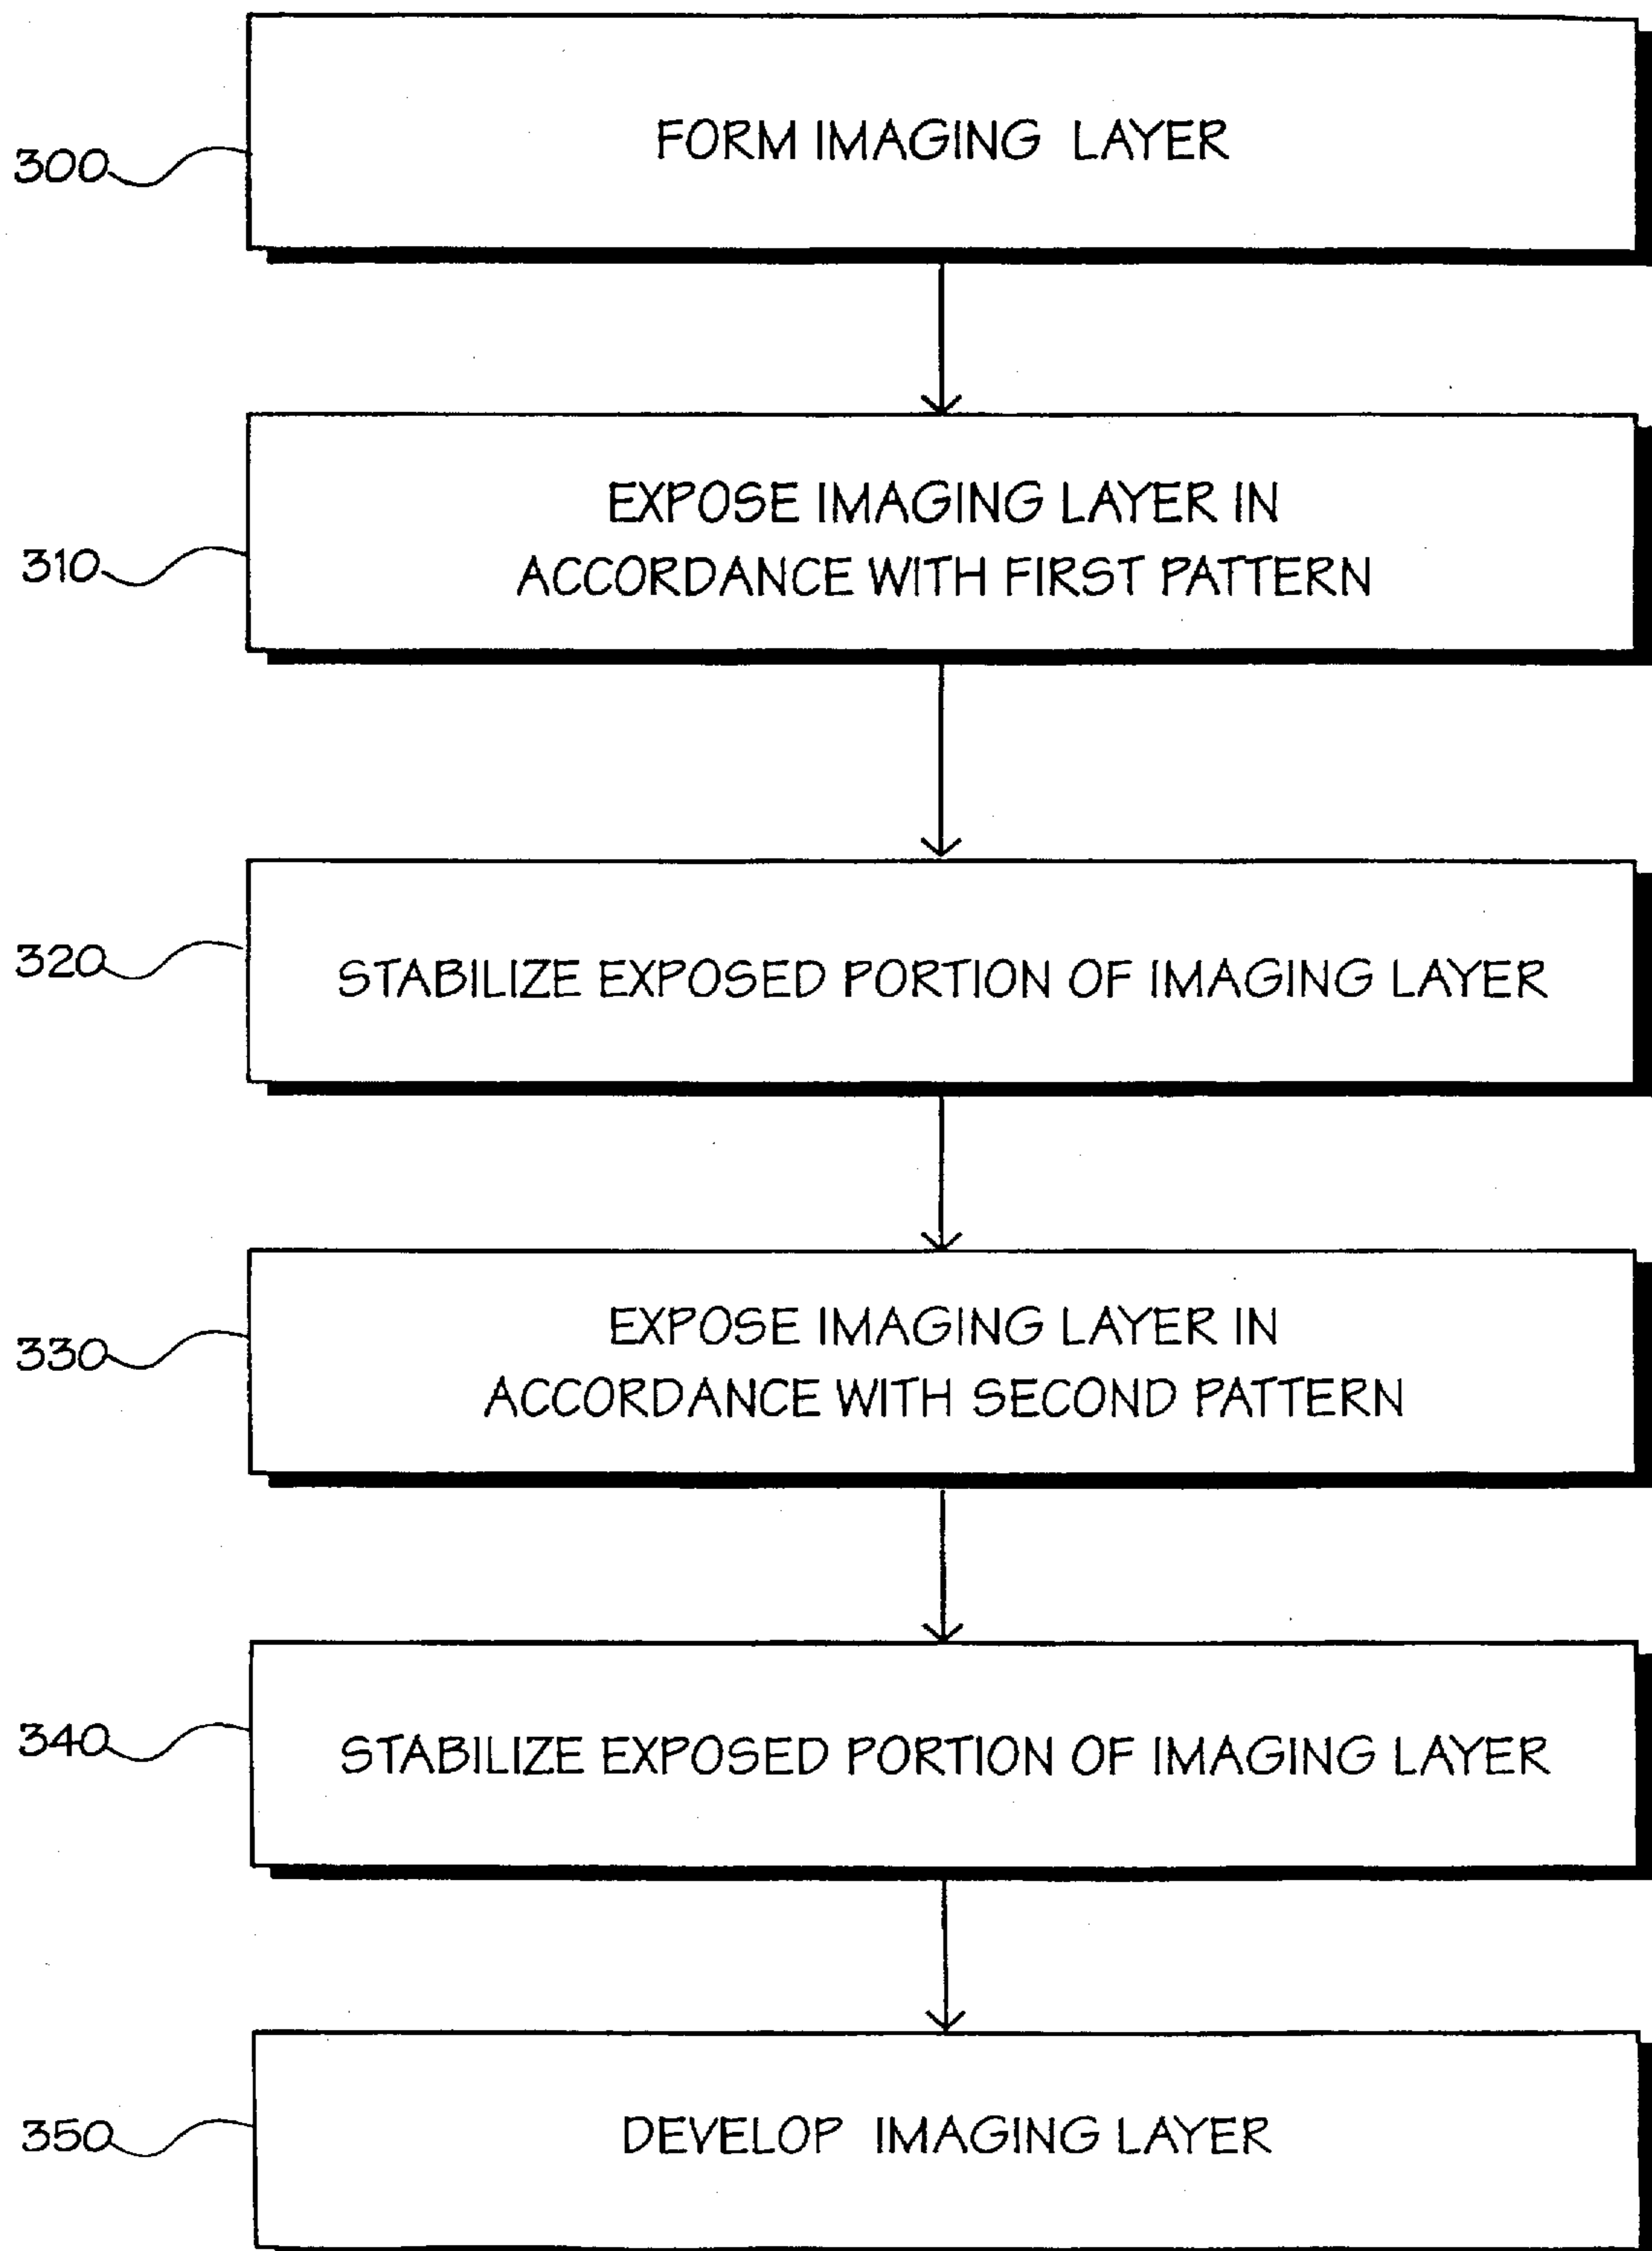 FORM IMAGING LAYER
300
EXPOSE IMAGING LAYER IN
ACCORDANCE WITH FIRST PATTERN
310
STABILIZE EXPOSED PORTION OF IMAGING LAYER
320
EXPOSE IMAGING LAYER IN
ACCORDANCE WITH SECOND PATTERN
330
STABILIZE EXPOSED PORTION OF IMAGING LAYER
340
DEVELOP IMAGING LAYER
350